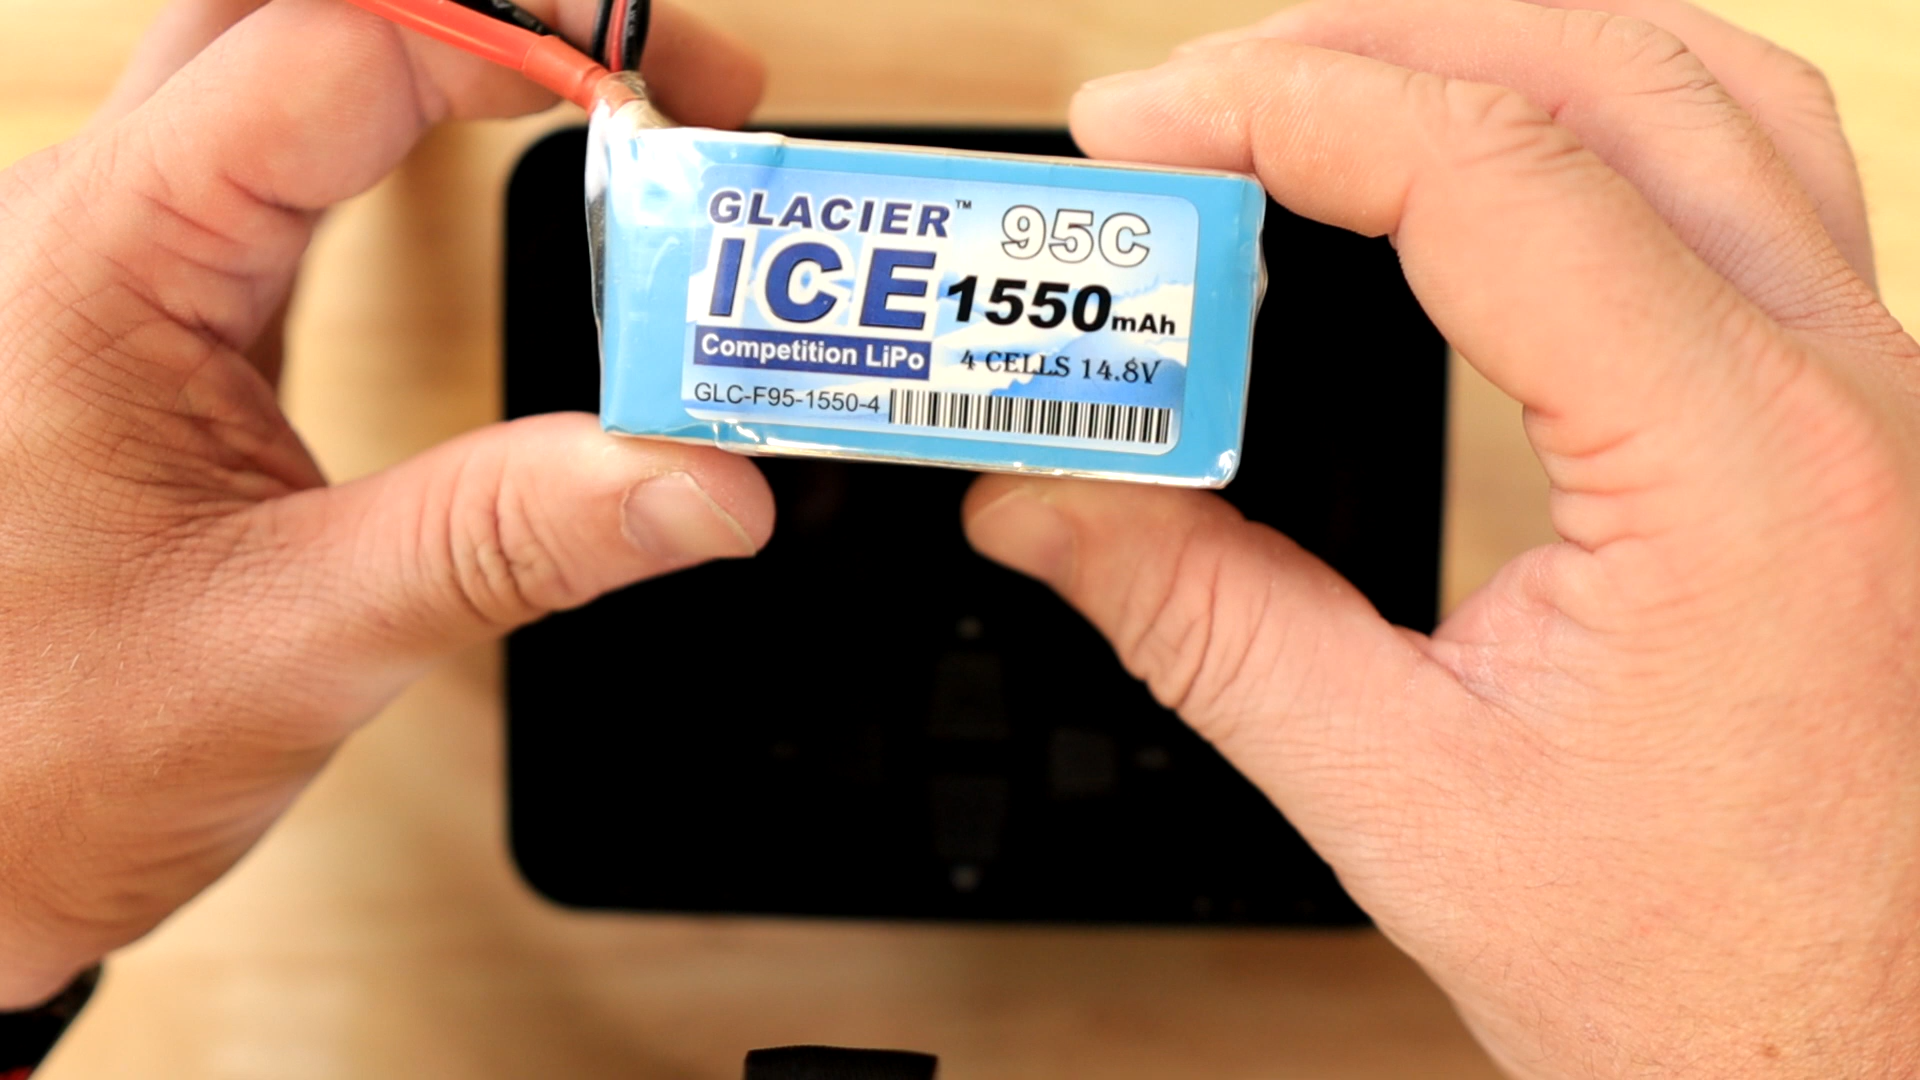 GLACIER™
ICE
Competition LiPo
GLC-F95-1550-4
95C
1550mAh
4 CELLS 14.8V